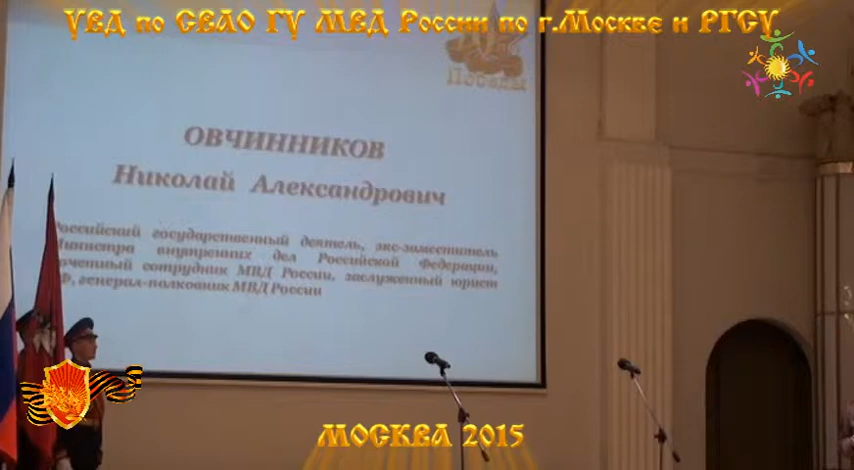 УВД по СВАО ГУ МВД России по г.Москве и РГСУ
Победы
ОВЧИННИКОВ
Николай Александрович
Российский государственный деятель, экс-заместитель
Министра внутренних дел Российской Федерации,
почетный сотрудник МВД России, заслуженный юрист
РФ, генерал-полковник МВД России
МОСКВА 2015